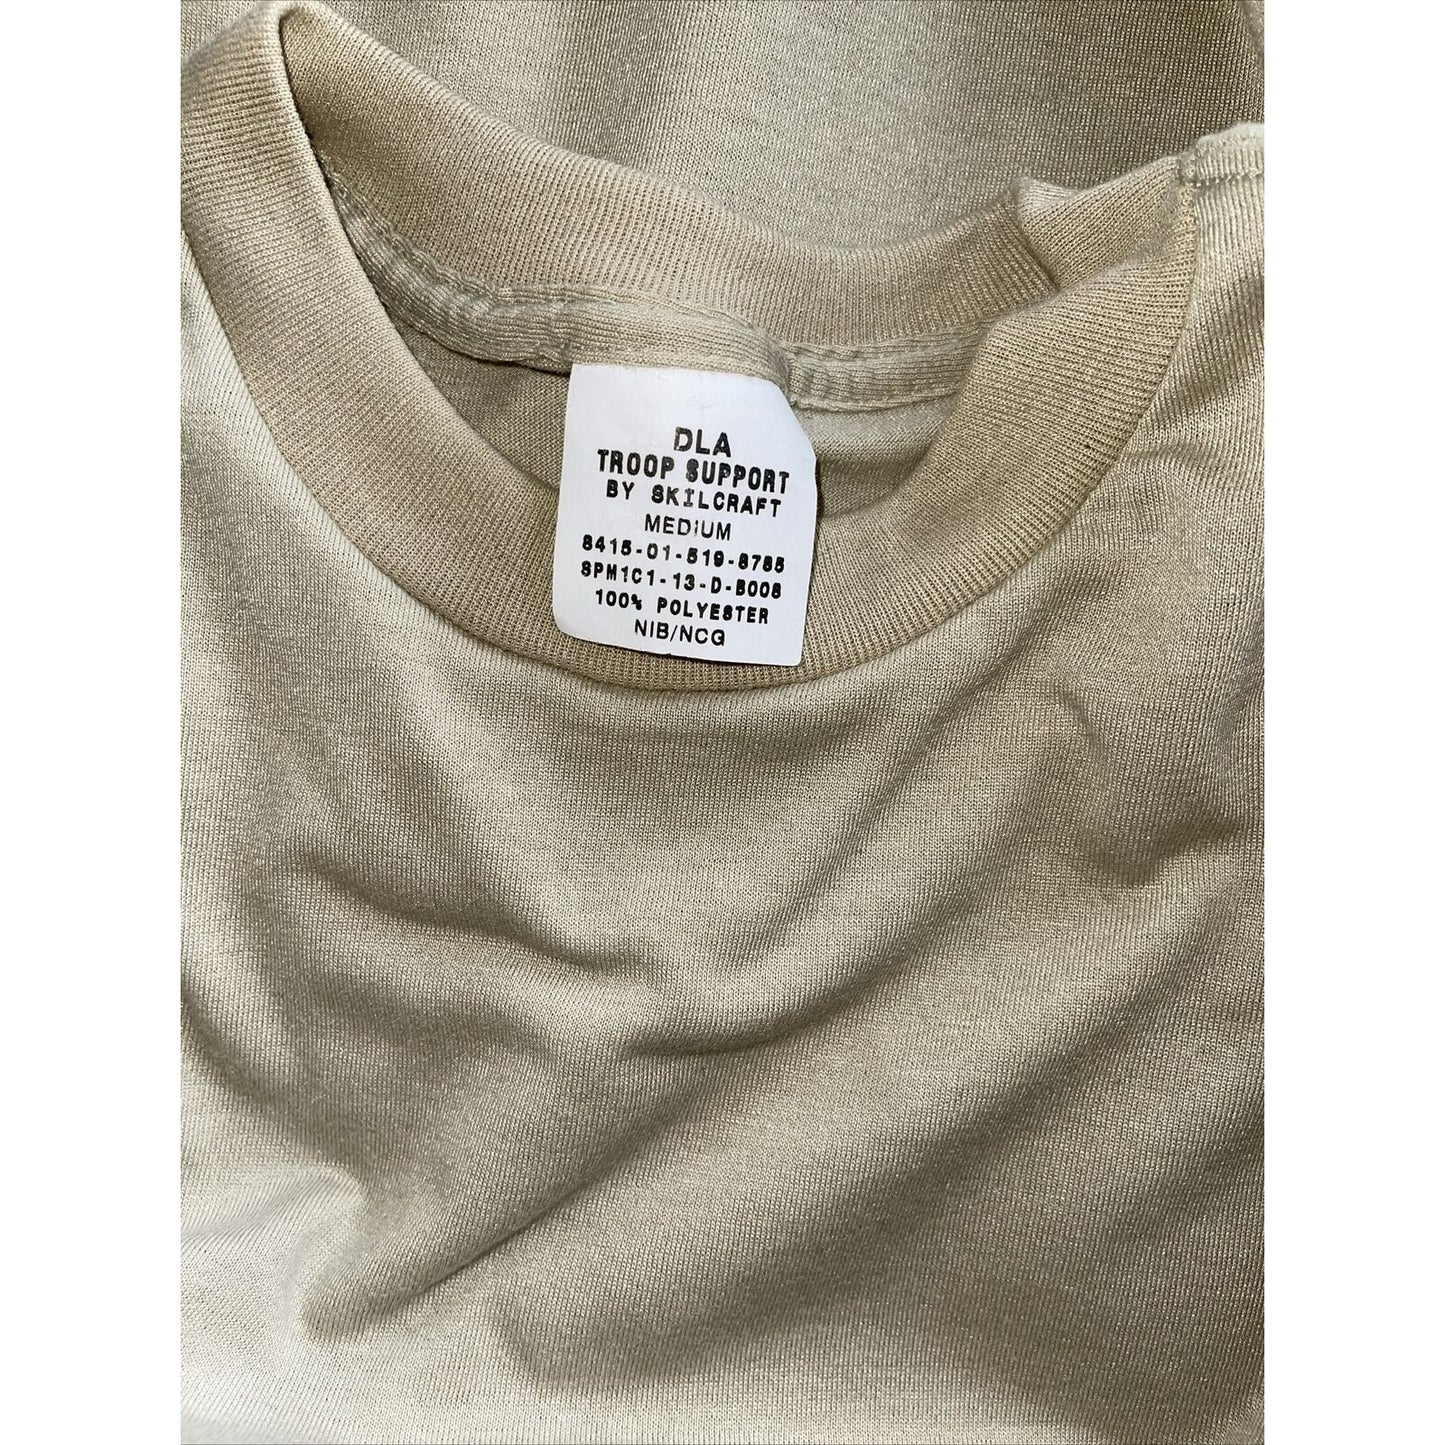 DLA
TROOP SUPPORT
BY SKILCRAFT
MEDIUM
8415-01-519-8785
SPM1C1-13-D-B008
100% POLYESTER
NIB/NCG